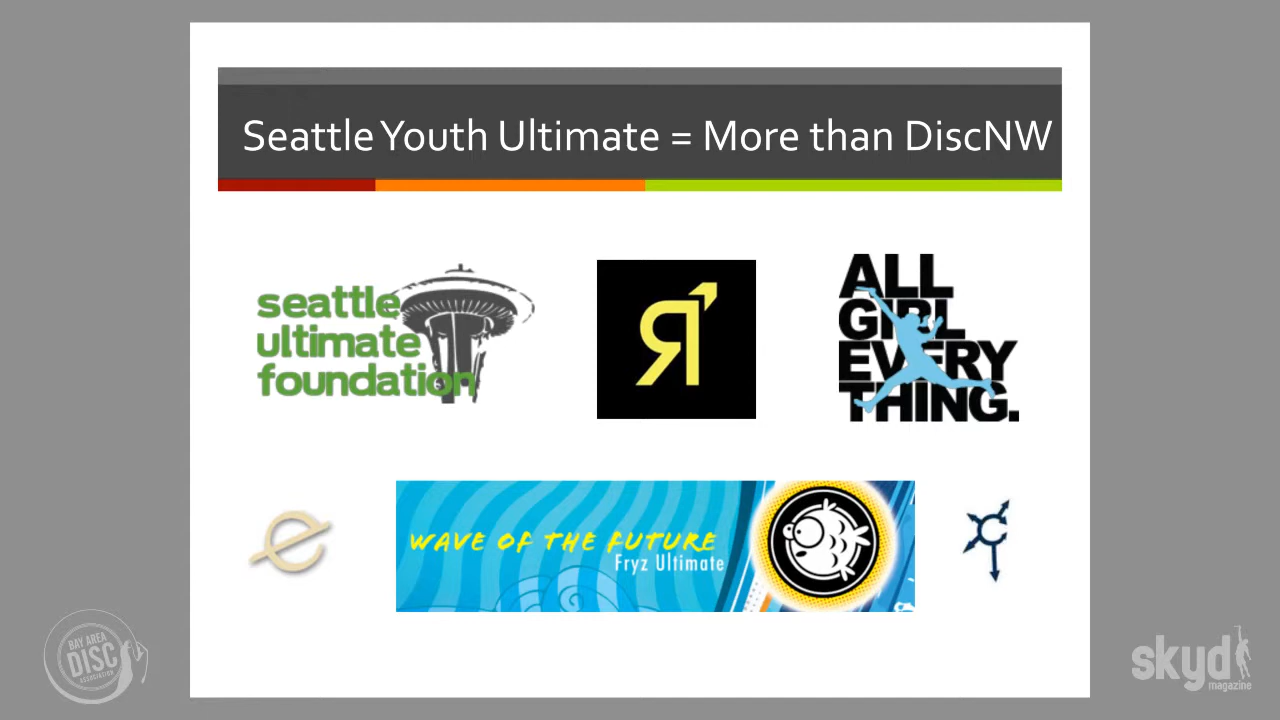 Seattle Youth Ultimate = More than DiscNW
seattle
ultimate
foundation
ALL
GIRL
EVERY
THING.
WAVE OF THE FUTURE
Fryz Ultimate
BAY AREA
DISC
ASSOCIATION
skyd
magazine